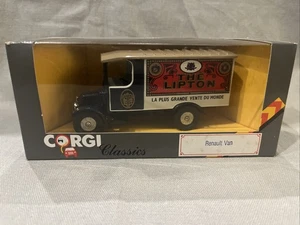 THE
LIPTON
LA PLUS GRANDE VENTE DU MONDE
CORGI
Classics
Renault Van